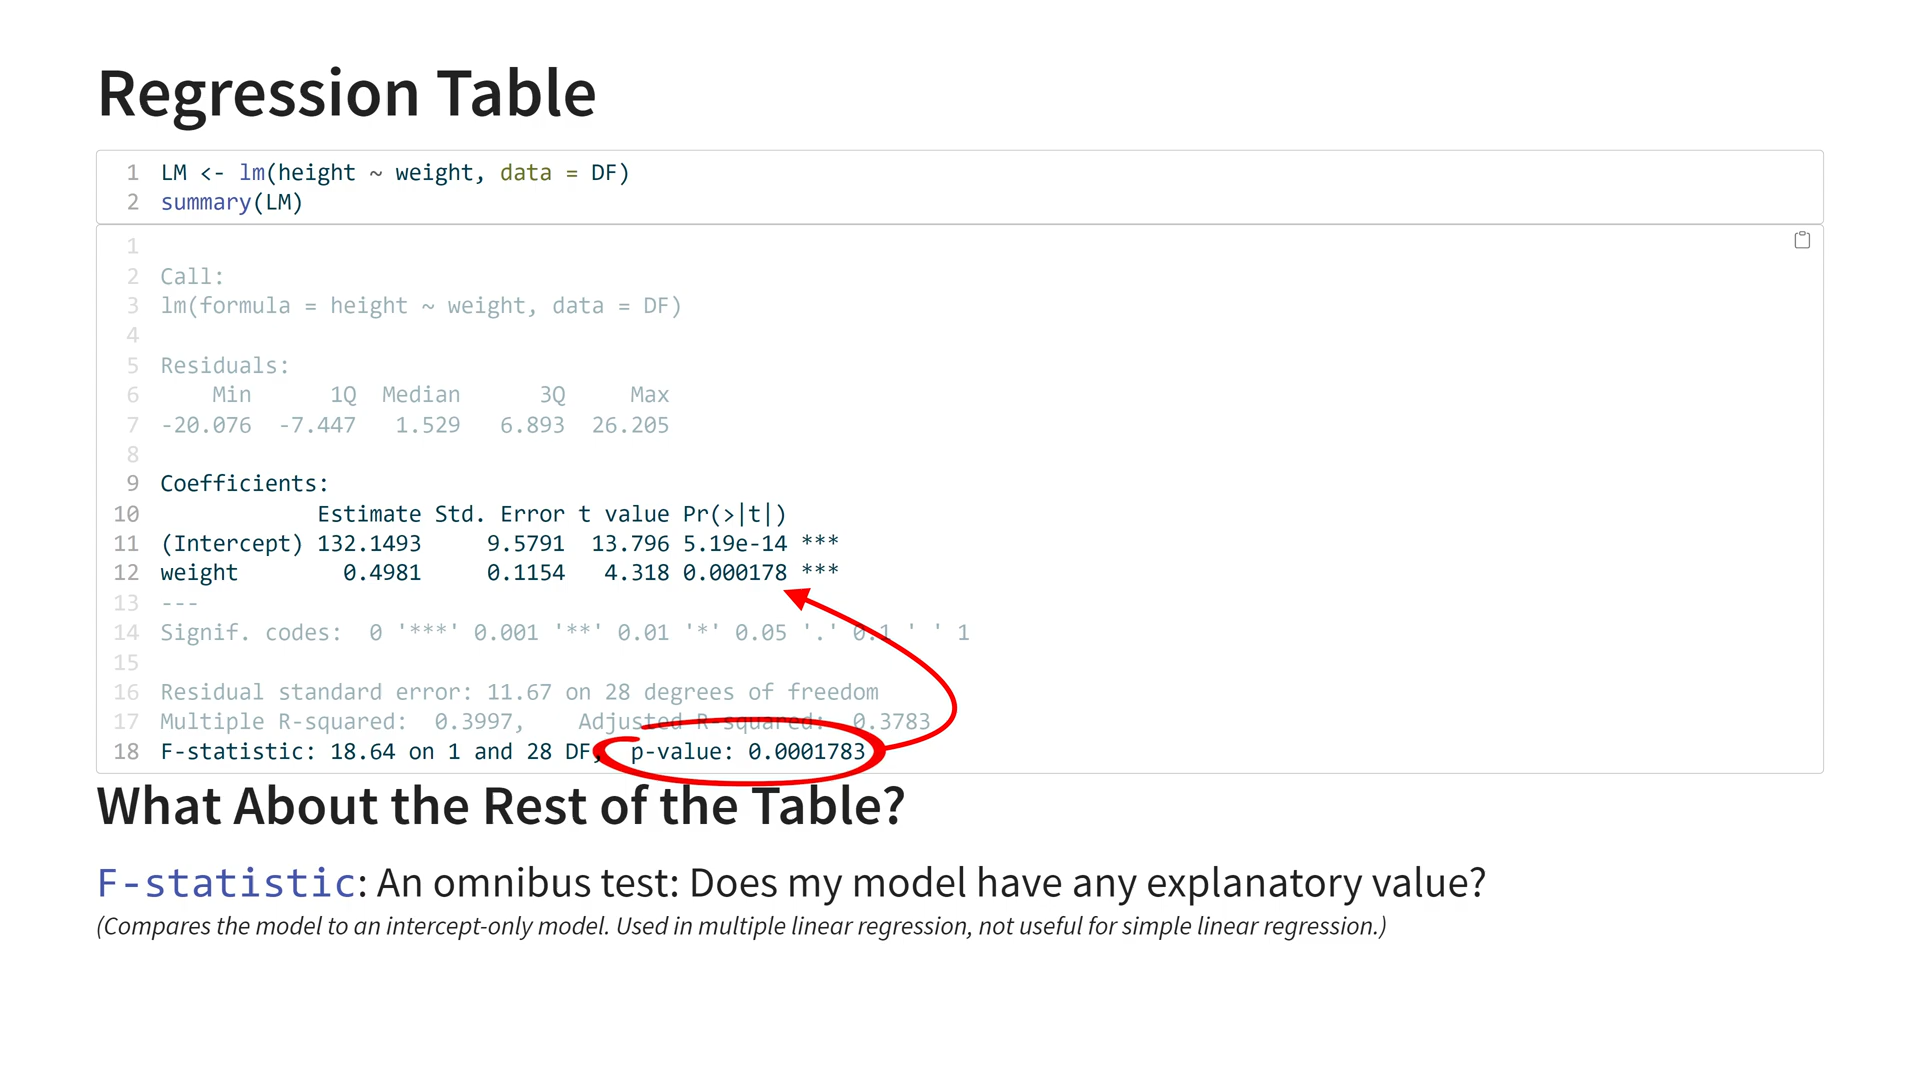 Regression Table
1 LM <- lm(height ~ weight, data = DF)
2 summary(LM)
1
2 Call:
3 lm(formula = height ~ weight, data = DF)
4
5 Residuals:
6     Min      1Q  Median      3Q     Max
7 -20.076  -7.447   1.529   6.893  26.205
8
9 Coefficients:
10             Estimate Std. Error t value Pr(>|t|)
11 (Intercept) 132.1493     9.5791  13.796 5.19e-14 ***
12 weight        0.4981     0.1154   4.318 0.000178 ***
13 ---
14 Signif. codes:  0 '***' 0.001 '**' 0.01 '*' 0.05 '.' 0.1 ' ' 1
15
16 Residual standard error: 11.67 on 28 degrees of freedom
17 Multiple R-squared:  0.3997,    Adjusted R-squared:  0.3783
18 F-statistic: 18.64 on 1 and 28 DF,  p-value: 0.0001783
What About the Rest of the Table?
F-statistic: An omnibus test: Does my model have any explanatory value?
(Compares the model to an intercept-only model. Used in multiple linear regression, not useful for simple linear regression.)